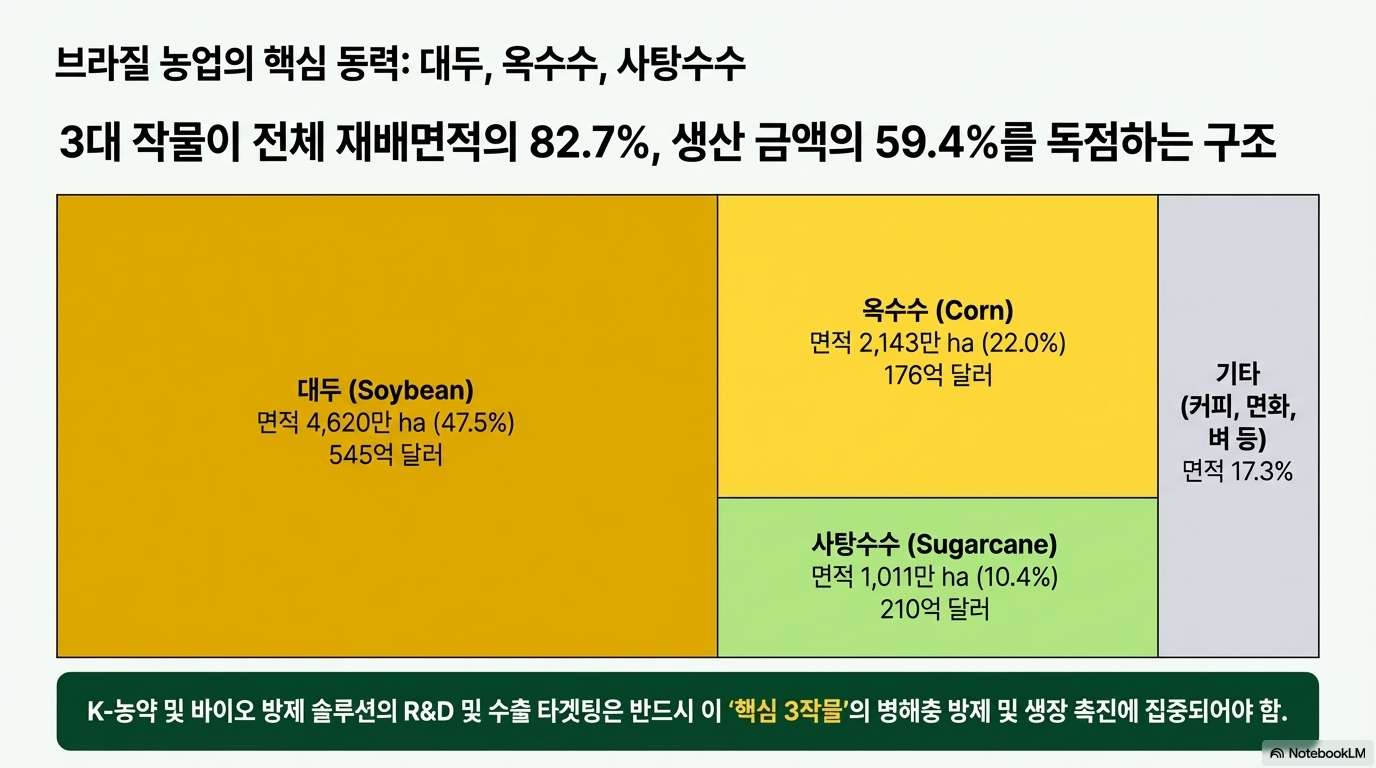 브라질 농업의 핵심 동력: 대두, 옥수수, 사탕수수
3대 작물이 전체 재배면적의 82.7%, 생산 금액의 59.4%를 독점하는 구조
대두 (Soybean)
면적 4,620만 ha (47.5%)
545억 달러
옥수수 (Corn)
면적 2,143만 ha (22.0%)
176억 달러
사탕수수 (Sugarcane)
면적 1,011만 ha (10.4%)
210억 달러
기타
(커피, 면화,
벼 등)
면적 17.3%
K-농약 및 바이오 방제 솔루션의 R&D 및 수출 타겟팅은 반드시 이 ‘핵심 3작물’의 병해충 방제 및 생장 촉진에 집중되어야 함.
NotebookLM